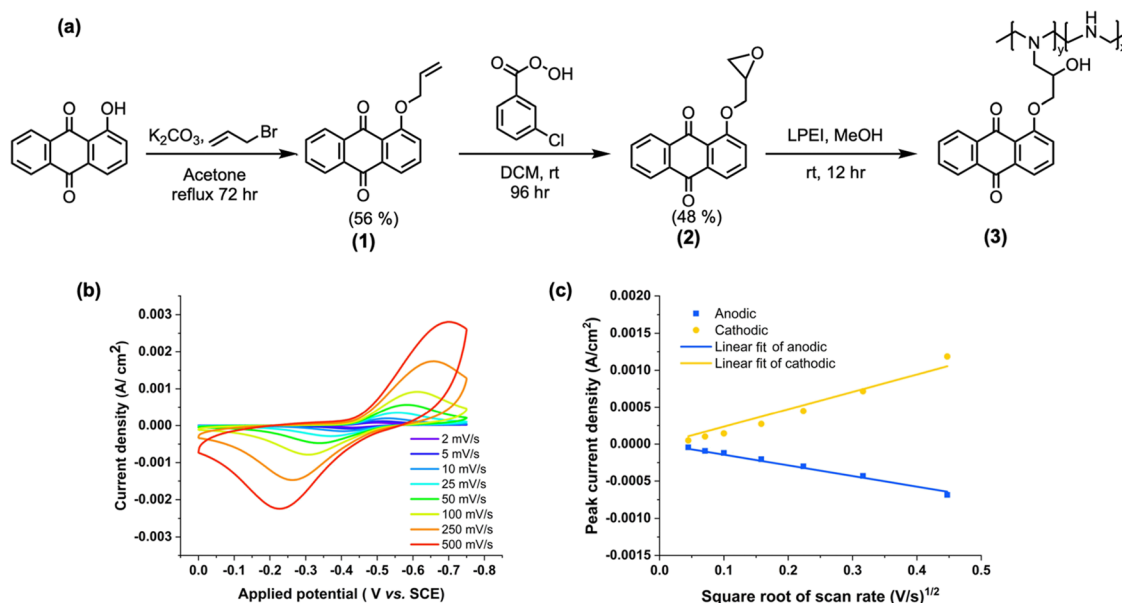 (a)
OH
O
O
K2CO3,
Br
Acetone
reflux 72 hr
O
O
O
(56 %)
(1)
O
O
OH
Cl
DCM, rt
96 hr
O
O
O
O
(48 %)
(2)
LPEI, MeOH
rt, 12 hr
H
N
N
y
z
OH
O
O
O
(3)
(b)
Current density (A/ cm2)
0.003
0.002
0.001
0.000
-0.001
-0.002
-0.003
2 mV/s
5 mV/s
10 mV/s
25 mV/s
50 mV/s
100 mV/s
250 mV/s
500 mV/s
0.0 -0.1 -0.2 -0.3 -0.4 -0.5 -0.6 -0.7 -0.8
Applied potential ( V vs. SCE)
(c)
Peak current density (A/cm2)
0.0020
0.0015
0.0010
0.0005
0.0000
-0.0005
-0.0010
-0.0015
Anodic
Cathodic
Linear fit of anodic
Linear fit of cathodic
0.0 0.1 0.2 0.3 0.4 0.5
Square root of scan rate (V/s)1/2